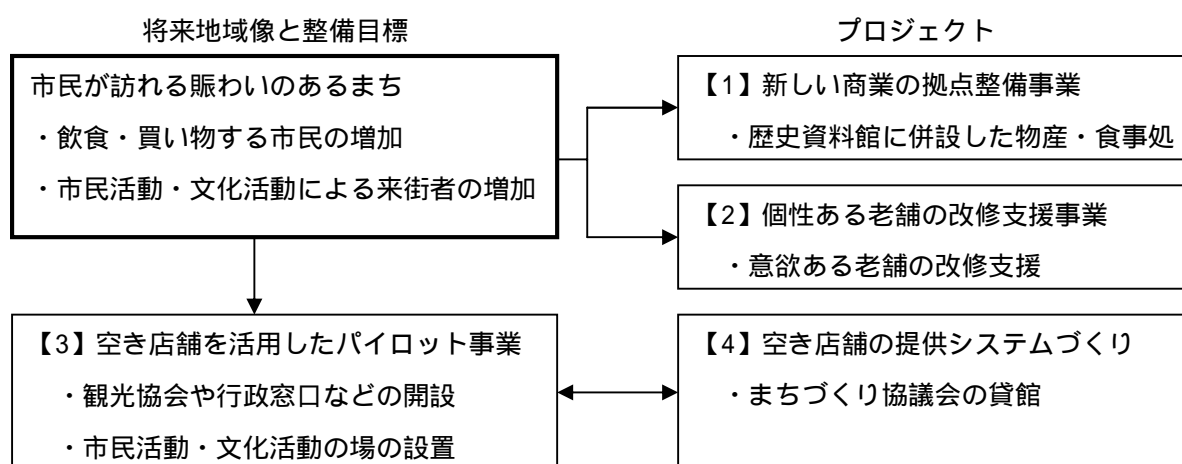 将来地域像と整備目標
プロジェクト
市民が訪れる賑わいのあるまち
・飲食・買い物する市民の増加
・市民活動・文化活動による来街者の増加
【1】新しい商業の拠点整備事業
・歴史資料館に併設した物産・食事処
【2】個性ある老舗の改修支援事業
・意欲ある老舗の改修支援
【3】空き店舗を活用したパイロット事業
・観光協会や行政窓口などの開設
・市民活動・文化活動の場の設置
【4】空き店舗の提供システムづくり
・まちづくり協議会の貸館